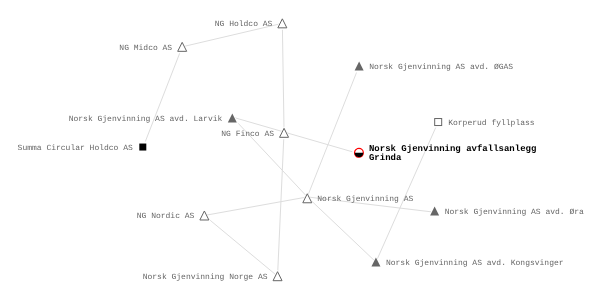 NG Holdco AS
NG Midco AS
Norsk Gjenvinning AS avd. ØGAS
Norsk Gjenvinning AS avd. Larvik
Korperud fyllplass
NG Finco AS
Summa Circular Holdco AS
Norsk Gjenvinning avfallsanlegg
Grinda
Norsk Gjenvinning AS
NG Nordic AS
Norsk Gjenvinning AS avd. Øra
Norsk Gjenvinning AS avd. Kongsvinger
Norsk Gjenvinning Norge AS